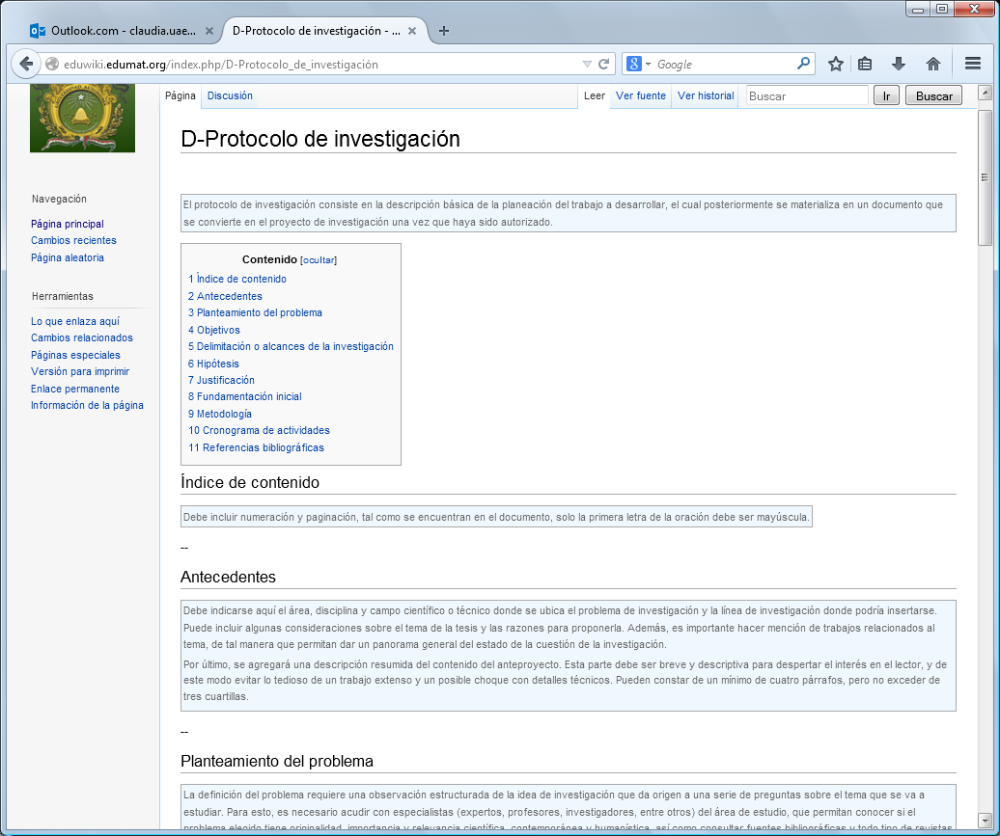 Outlook.com - claudia.uae...
D-Protocolo de investigación - ...
eduwiki.edumat.org/index.php/D-Protocolo_de_investigación
8 Google
Página Discusión Leer Ver fuente Ver historial Buscar Ir Buscar
D-Protocolo de investigación
Navegación
Página principal
Cambios recientes
Página aleatoria
Herramientas
Lo que enlaza aquí
Cambios relacionados
Páginas especiales
Versión para imprimir
Enlace permanente
Información de la página
El protocolo de investigación consiste en la descripción básica de la planeación del trabajo a desarrollar, el cual posteriormente se materializa en un documento que
se convierte en el proyecto de investigación una vez que haya sido autorizado.
Contenido [ocultar]
1 Índice de contenido
2 Antecedentes
3 Planteamiento del problema
4 Objetivos
5 Delimitación o alcances de la investigación
6 Hipótesis
7 Justificación
8 Fundamentación inicial
9 Metodología
10 Cronograma de actividades
11 Referencias bibliográficas
Índice de contenido
Debe incluir numeración y paginación, tal como se encuentran en el documento, solo la primera letra de la oración debe ser mayúscula.
--
Antecedentes
Debe indicarse aquí el área, disciplina y campo científico o técnico donde se ubica el problema de investigación y la línea de investigación donde podría insertarse.
Puede incluir algunas consideraciones sobre el tema de la tesis y las razones para proponerla. Además, es importante hacer mención de trabajos relacionados al
tema, de tal manera que permitan dar un panorama general del estado de la cuestión de la investigación.
Por último, se agregará una descripción resumida del contenido del anteproyecto. Esta parte debe ser breve y descriptiva para despertar el interés en el lector, y de
este modo evitar lo tedioso de un trabajo extenso y un posible choque con detalles técnicos. Pueden constar de un mínimo de cuatro párrafos, pero no exceder de
tres cuartillas.
--
Planteamiento del problema
La definición del problema requiere una observación estructurada de la idea de investigación que da origen a una serie de preguntas sobre el tema que se va a
estudiar. Para esto, es necesario acudir con especialistas (expertos, profesores, investigadores, entre otros) del área de estudio, que permitan conocer si el
problema elegido tiene originalidad, importancia y relevancia científica, contemporánea y humanística, así como consultar fuentes bibliográficas y todo tipo de revistas